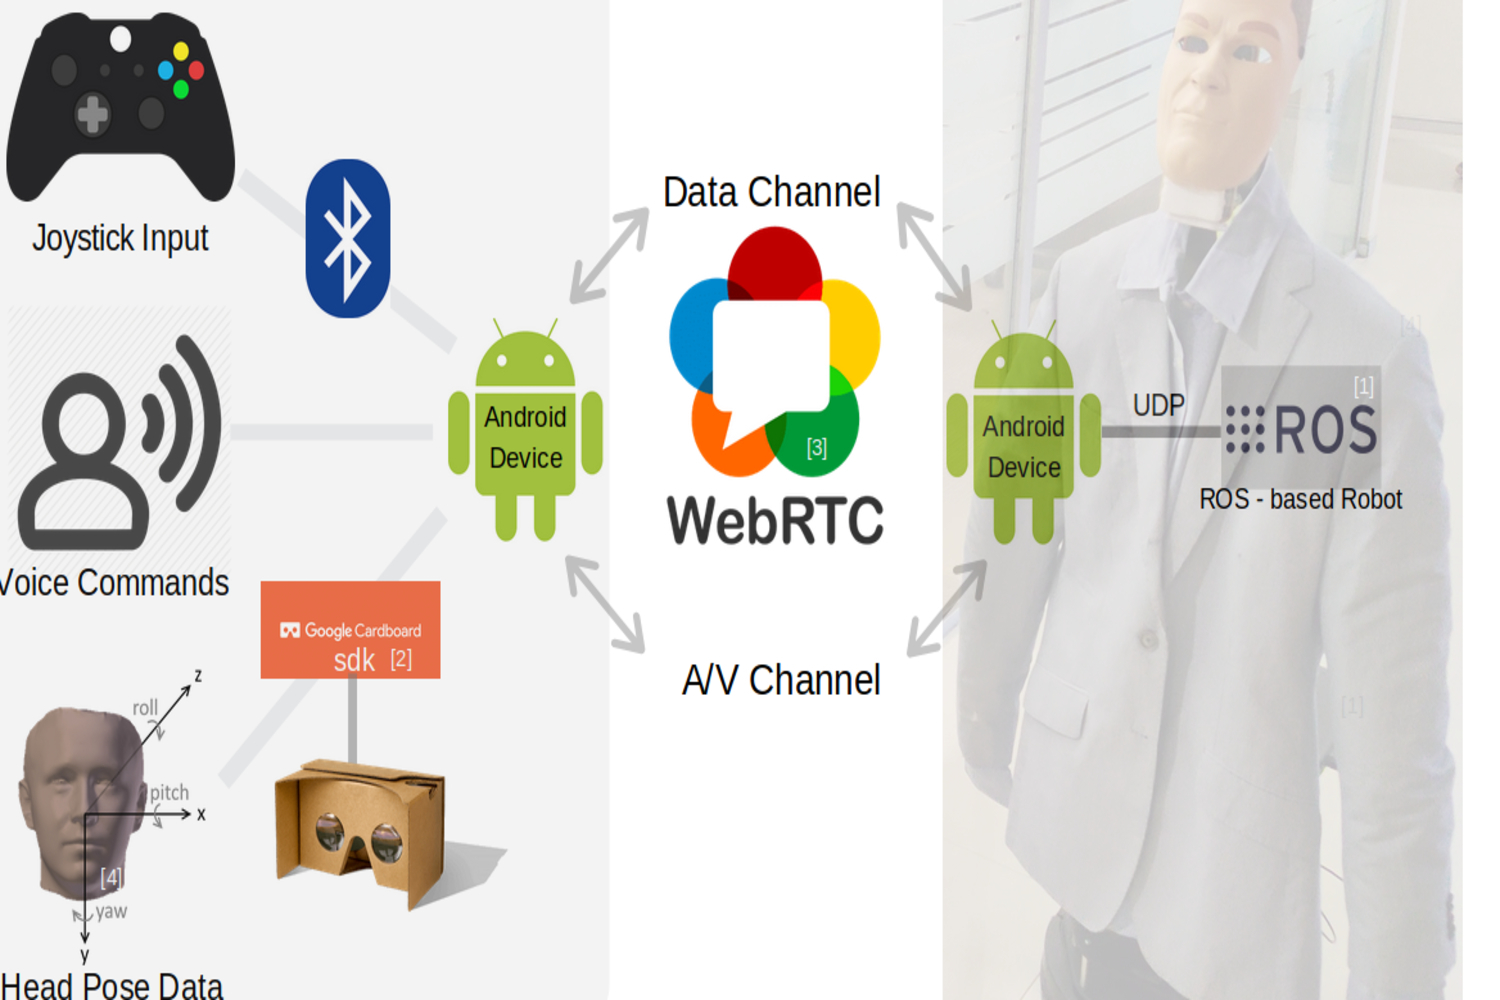 Joystick Input
Voice Commands
Google Cardboard
sdk [2]
z
roll
pitch
x
[4]
yaw
y
Head Pose Data
Android
Device
Data Channel
[3]
WebRTC
A/V Channel
Android
Device
UDP
[1]
ROS
ROS - based Robot
[4]
[1]